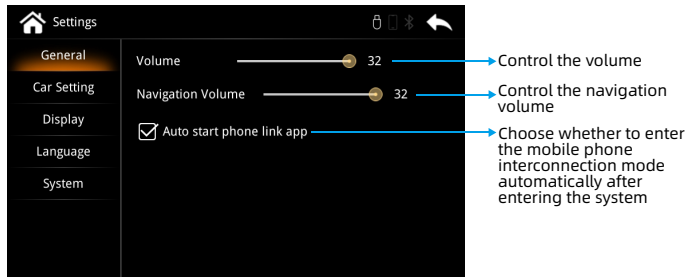 Settings
General
Car Setting
Display
Language
System
Volume 32
Navigation Volume 32
Auto start phone link app
Control the volume
Control the navigation
volume
Choose whether to enter
the mobile phone
interconnection mode
automatically after
entering the system